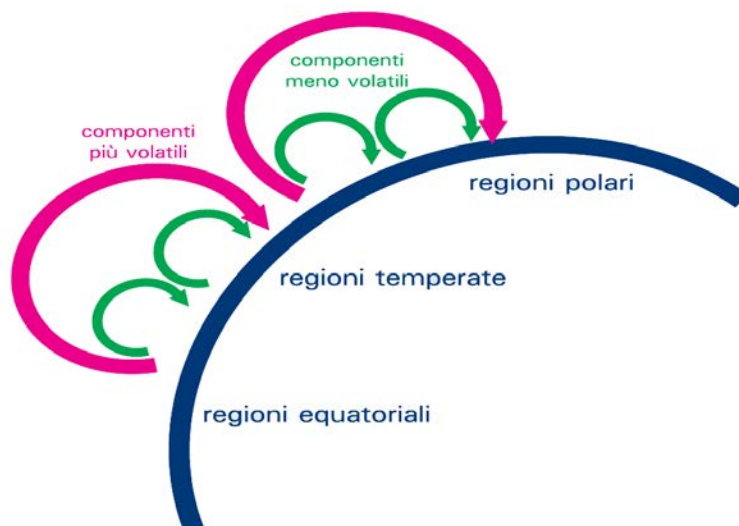 componenti
meno volatili
componenti
più volatili
regioni polari
regioni temperate
regioni equatoriali